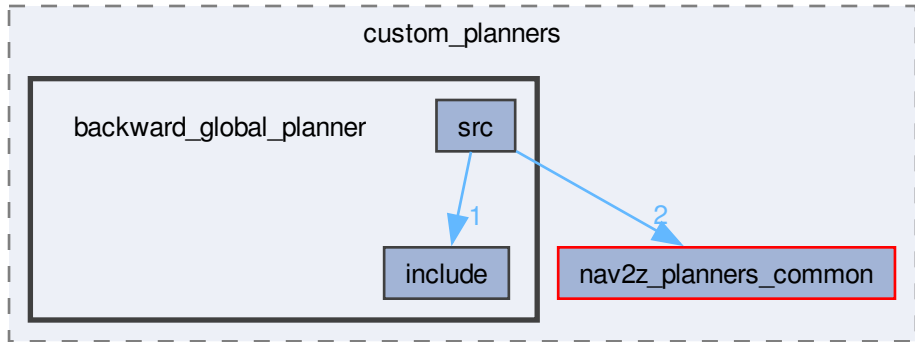 custom_planners
backward_global_planner
src
1
2
include
nav2z_planners_common